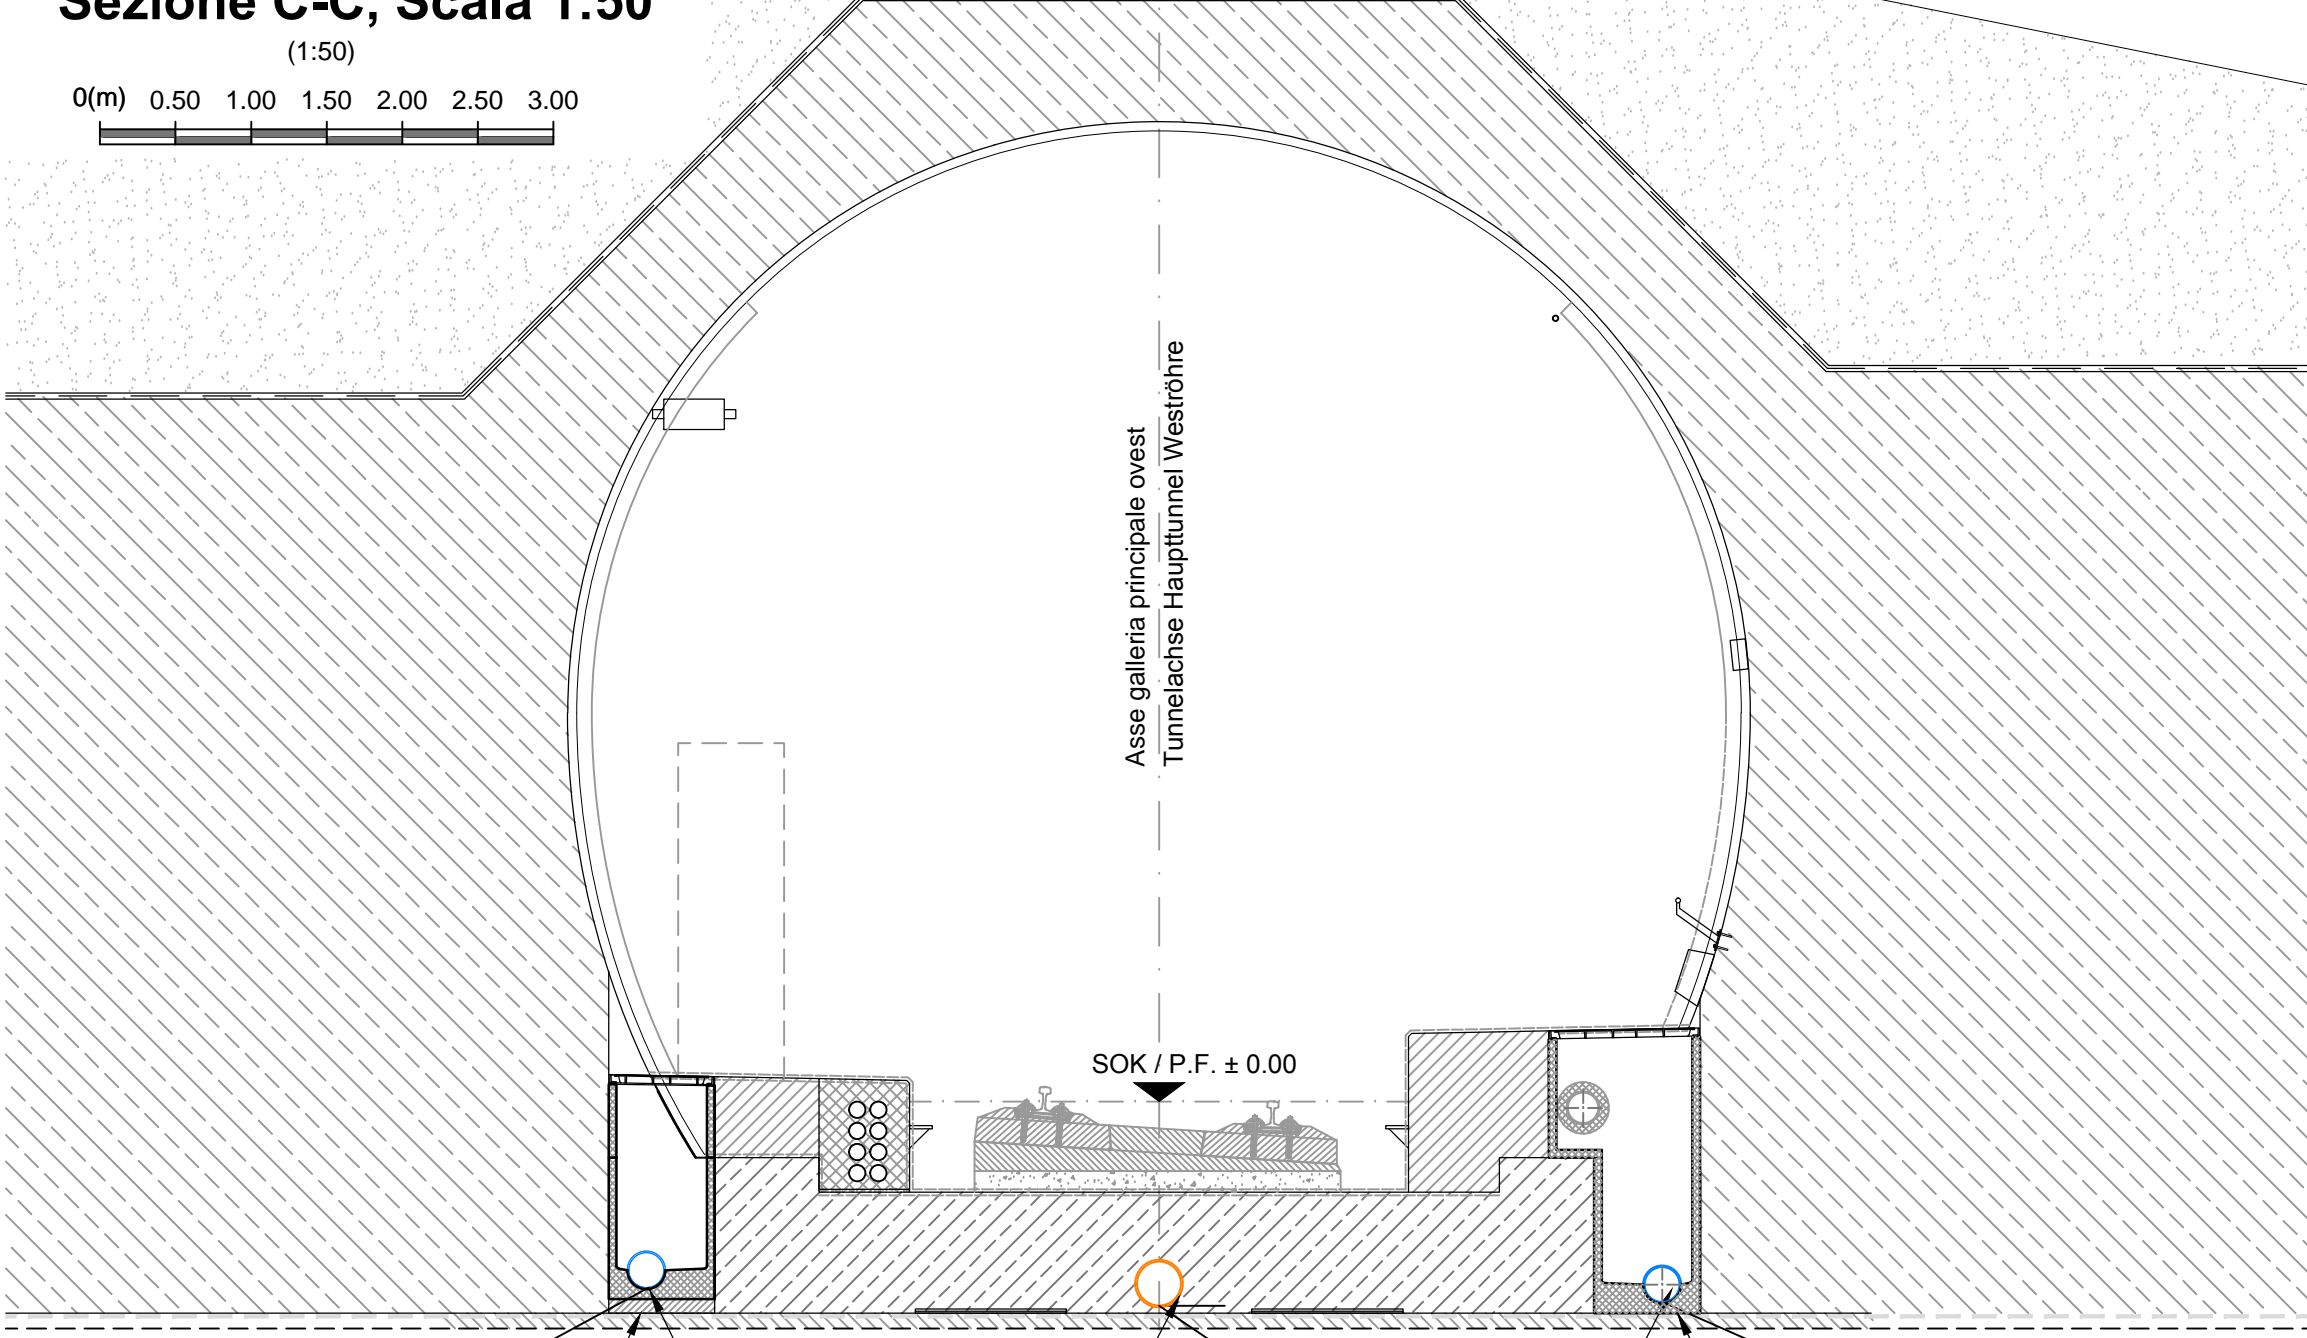 Sezione C-C, Scala 1:50
(1:50)
0(m) 0.50 1.00 1.50 2.00 2.50 3.00
Asse galleria principale ovest
Tunnelachse Haupttunnel Weströhre
SOK / P.F. ± 0.00